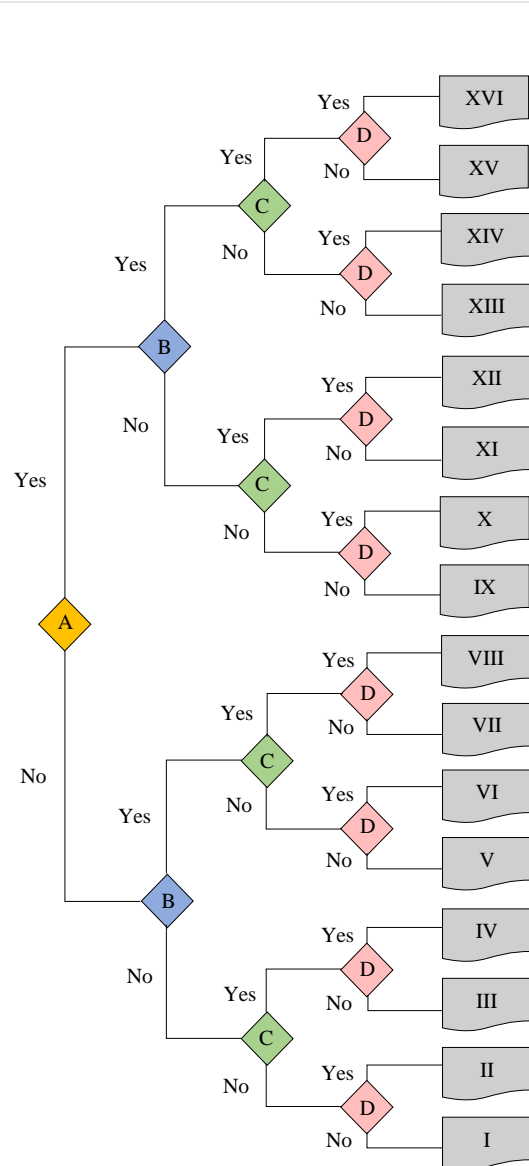 XVI
Yes
D
Yes
XV
No
C
XIV
Yes
No
D
Yes
XIII
No
B
XII
Yes
No
D
Yes
XI
No
Yes
C
X
Yes
No
D
IX
No
A
VIII
Yes
D
Yes
VII
No
C
No
VI
Yes
No
D
Yes
V
No
B
IV
Yes
D
No
Yes
III
No
C
II
Yes
No
D
I
No